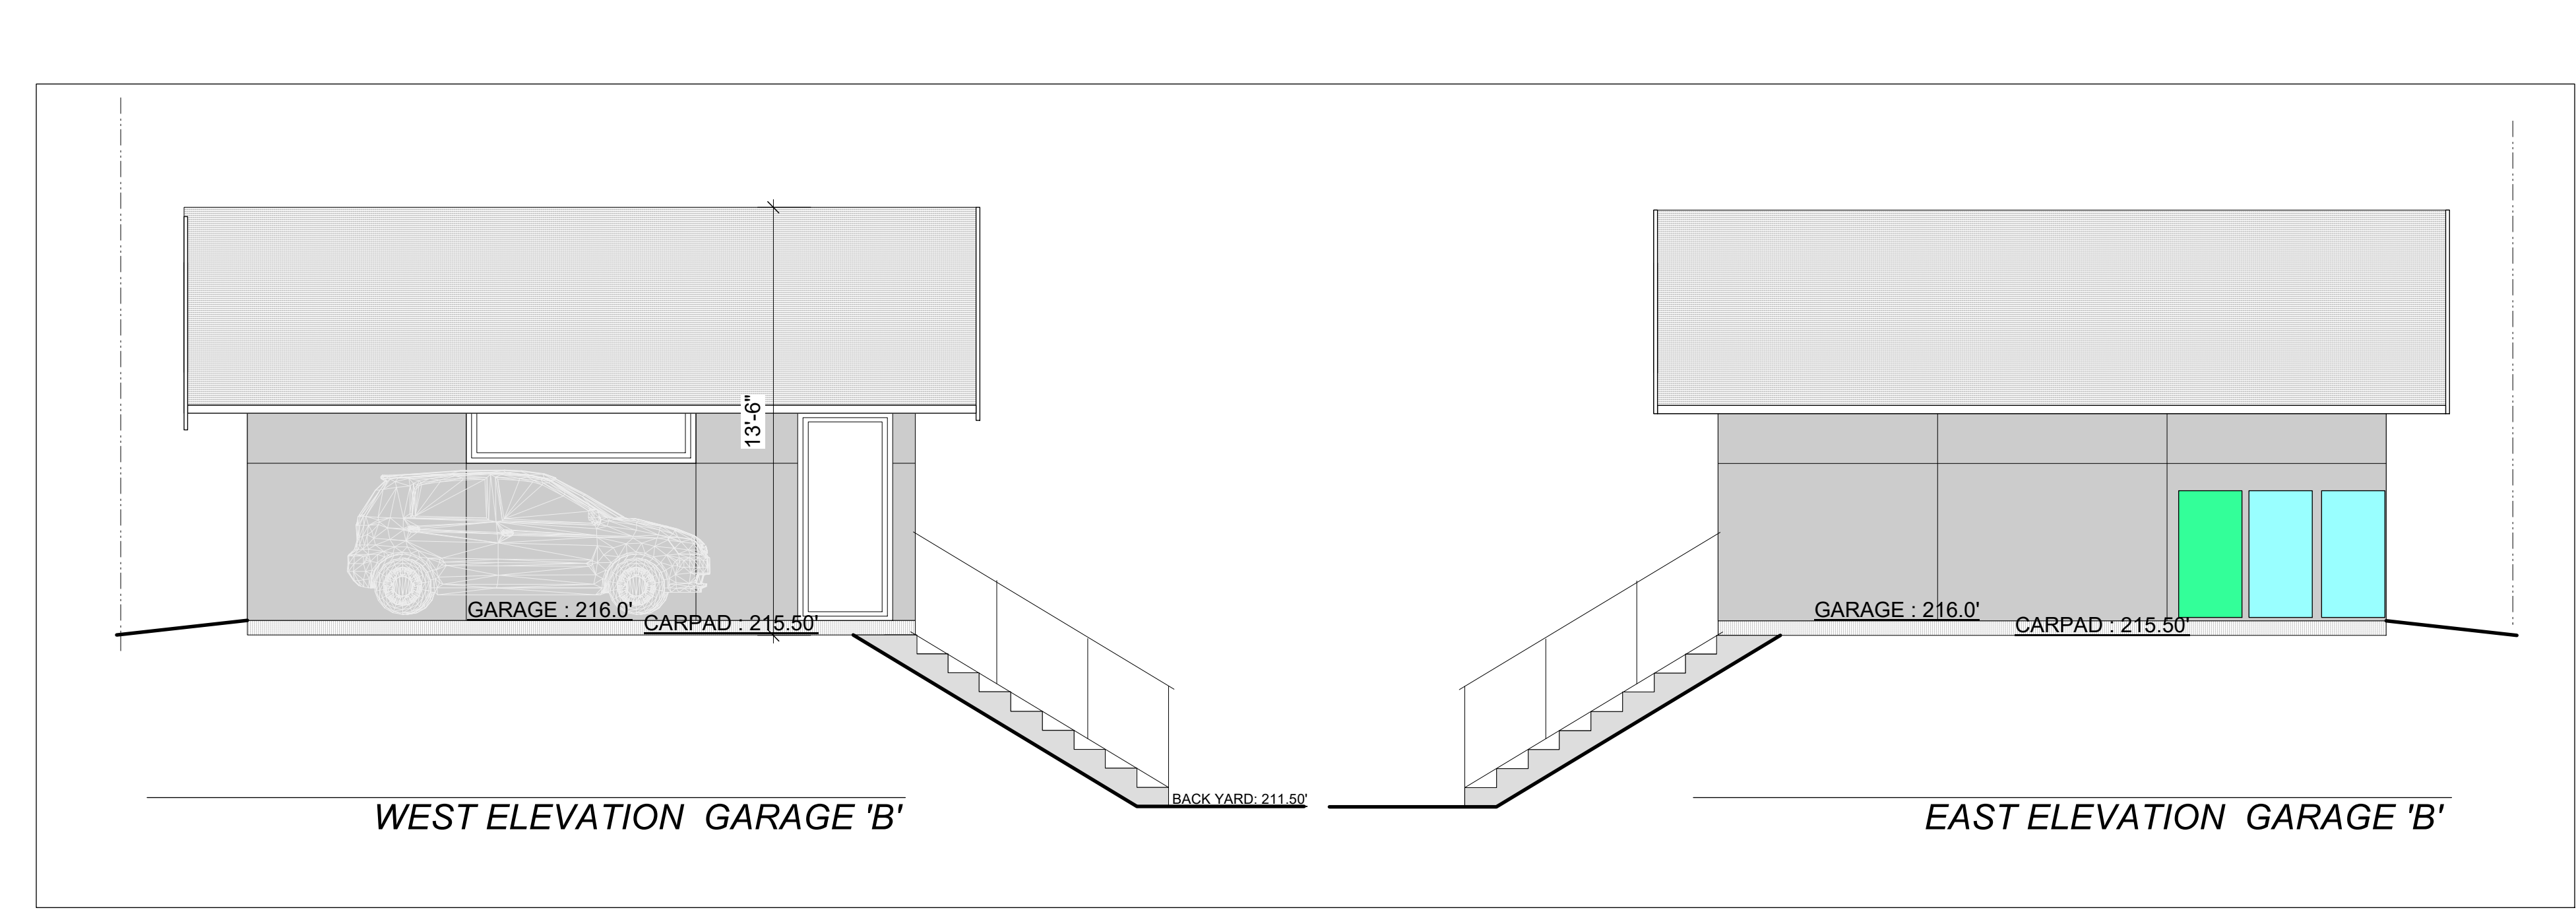 13'-6"
GARAGE : 216.0'
CARPAD : 215.50'
GARAGE : 216.0'
CARPAD : 215.50'
BACK YARD: 211.50'
WEST ELEVATION  GARAGE 'B'
EAST ELEVATION  GARAGE 'B'